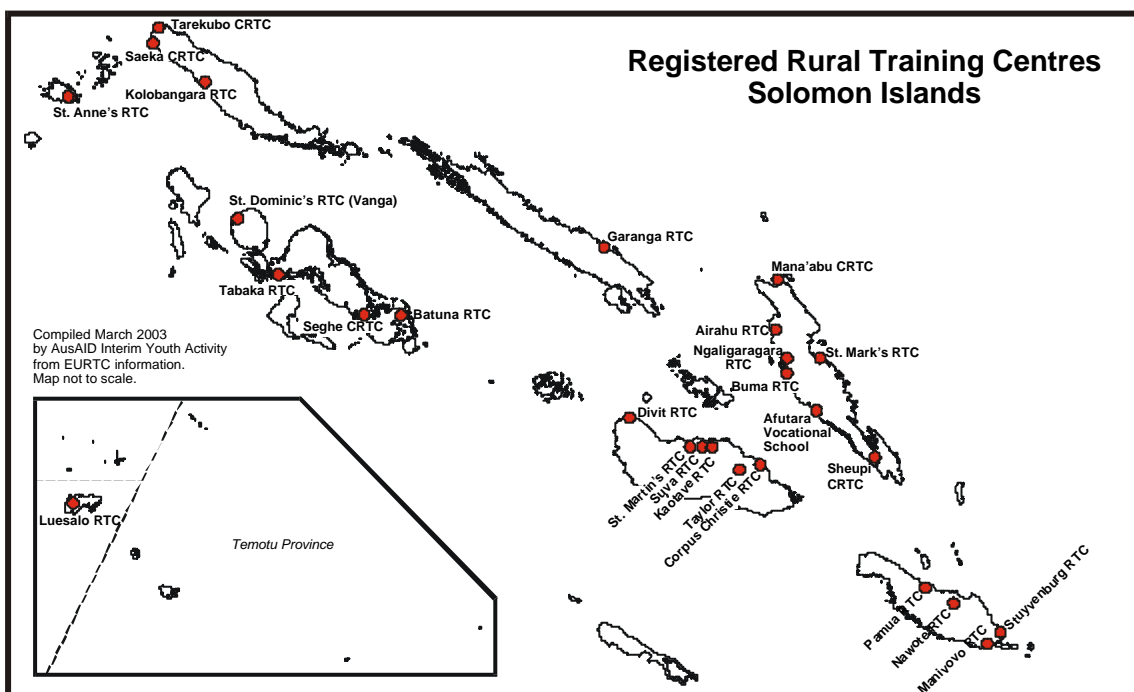 Registered Rural Training Centres
Solomon Islands
Tarekubo CRTC
Saeka CRTC
Kolobangara RTC
St. Anne's RTC
St. Dominic's RTC (Vanga)
Garanga RTC
Tabaka RTC
Seghe CRTC
Batuna RTC
Mana'abu CRTC
Airahu RTC
Ngaligaragara
RTC
St. Mark's RTC
Buma RTC
Afutara
Vocational
School
Sheupi
CRTC
Divit RTC
St. Martin's RTC
Suva RTC
Kaotave RTC
Taylor RTC
Corpus Christie RTC
Compiled March 2003
by AusAID Interim Youth Activity
from EURTC information.
Map not to scale.
Luesalo RTC
Temotu Province
Pamua RTC
Nawote RTC
Manivovo RTC
Stuyvenburg RTC